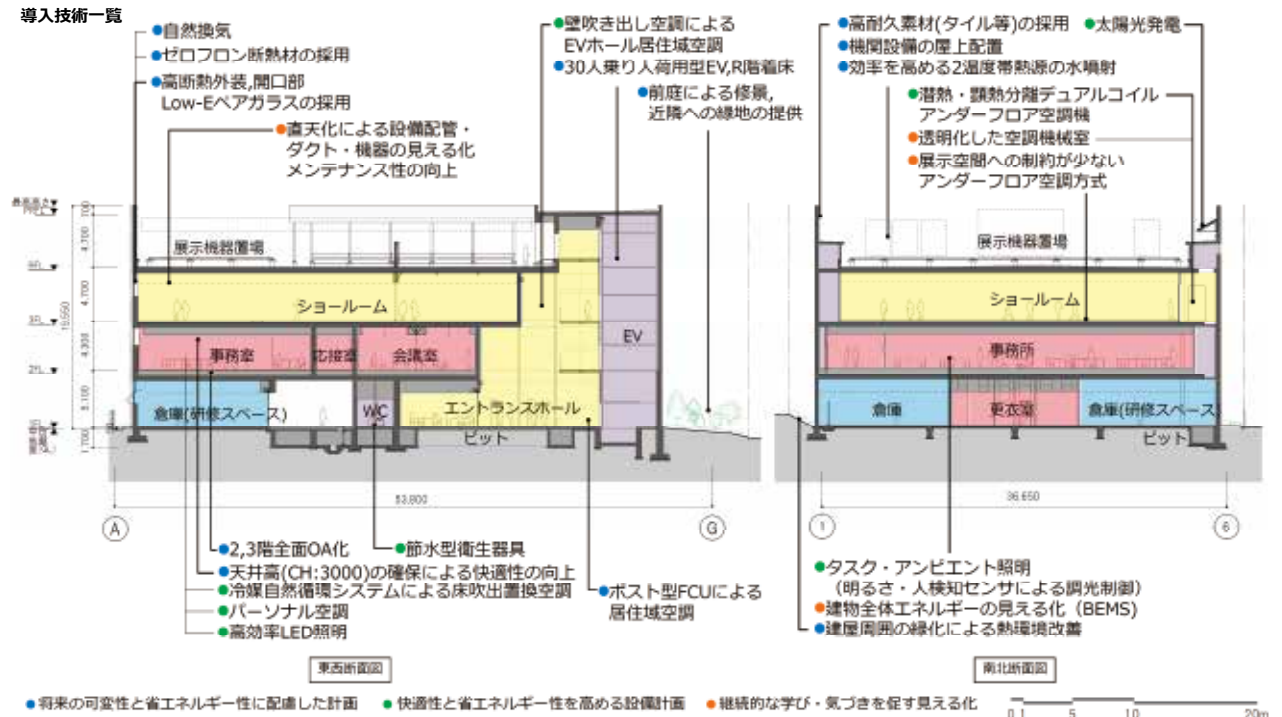 導入技術一覧
●自然換気
●ゼロフロン断熱材の採用
●高断熱外装,開口部
Low-Eペアガラスの採用
●直天化による設備配管・
ダクト・機器の見える化
メンテナンス性の向上
●壁吹き出し空調による
EVホール居住域空調
●30人乗り人荷用型EV,R階着床
●前庭による修景,
近隣への緑地の提供
●高耐久素材(タイル等)の採用
●太陽光発電
●機関設備の屋上配置
●効率を高める2温度帯熱源の水噴射
●潜熱・顕熱分離デュアルコイル
アンダーフロア空調機
●透明化した空調機械室
●展示空間への制約が少ない
アンダーフロア空調方式
展示機器置場
ショールーム
事務室
応接室
会議室
EV
倉庫(研修スペース)
WC
エントランスホール
ピット
700
4,700
4,700
4,330
5,100
1,700
53,800
A
G
展示機器置場
ショールーム
事務所
倉庫
更衣室
倉庫(研修スペース)
ピット
36,650
1
6
●2,3階全面OA化
●天井高(CH:3000)の確保による快適性の向上
●冷媒自然循環システムによる床吹出置換空調
●パーソナル空調
●高効率LED照明
●節水型衛生器具
●ポスト型FCUによる
居住域空調
●タスク・アンビエント照明
(明るさ・人検知センサによる調光制御)
●建物全体エネルギーの見える化(BEMS)
●建屋周囲の緑化による熱環境改善
東西断面図
南北断面図
●将来の可変性と省エネルギー性に配慮した計画
●快適性と省エネルギー性を高める設備計画
●継続的な学び・気づきを促す見える化
0 1 5 10 20m